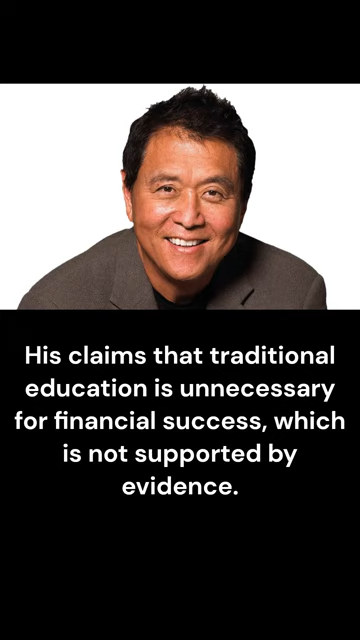 His claims that traditional
education is unnecessary
for financial success, which
is not supported by
evidence.